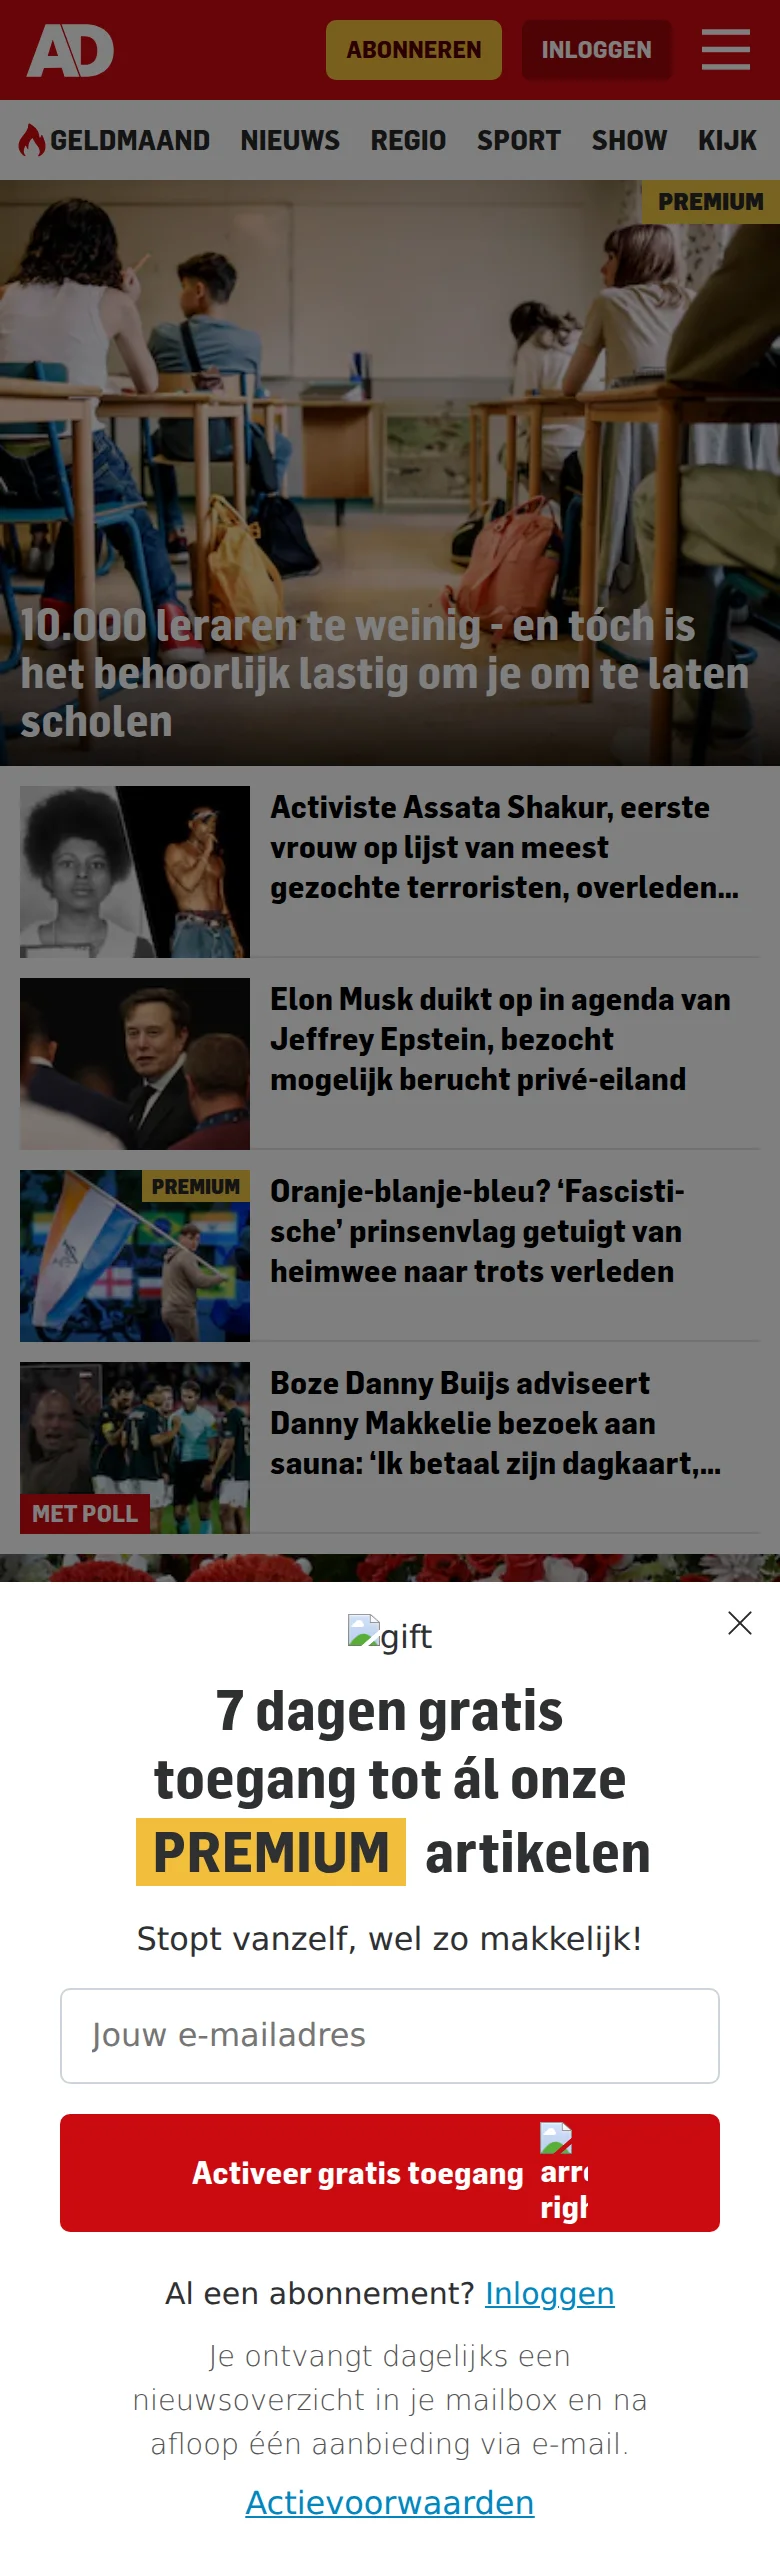 AD
ABONNEREN
INLOGGEN
GELDMAAND NIEUWS REGIO SPORT SHOW KIJK
PREMIUM
10.000 leraren te weinig - en tóch is
het behoorlijk lastig om je om te laten
scholen
Activiste Assata Shakur, eerste
vrouw op lijst van meest
gezochte terroristen, overleden...
Elon Musk duikt op in agenda van
Jeffrey Epstein, bezocht
mogelijk berucht privé-eiland
PREMIUM
Oranje-blanje-bleu? ‘Fascisti-
sche’ prinsenvlag getuigt van
heimwee naar trots verleden
Boze Danny Buijs adviseert
Danny Makkelie bezoek aan
sauna: ‘Ik betaal zijn dagkaart,...
MET POLL
gift
7 dagen gratis
toegang tot ál onze
PREMIUM artikelen
Stopt vanzelf, wel zo makkelijk!
Jouw e-mailadres
Activeer gratis toegang
Al een abonnement? Inloggen
Je ontvangt dagelijks een
nieuwsoverzicht in je mailbox en na
afloop één aanbieding via e-mail.
Actievoorwaarden